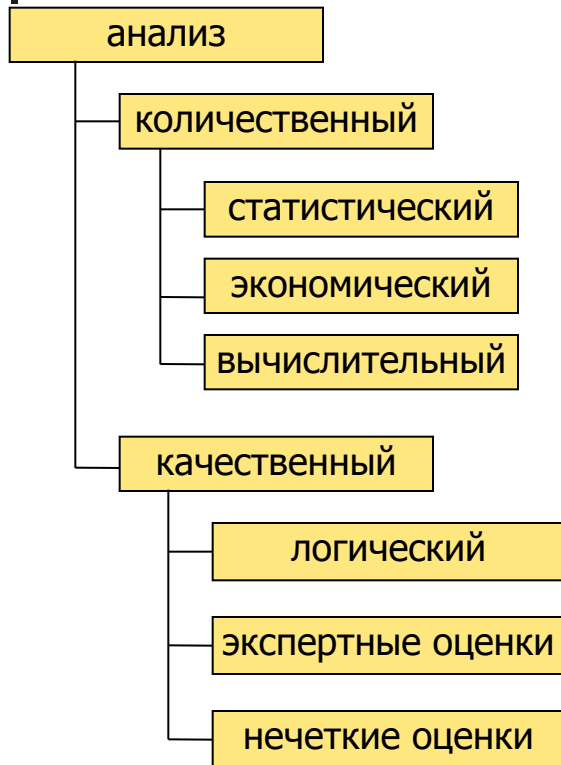 анализ
количественный
статистический
экономический
вычислительный
качественный
логический
экспертные оценки
нечеткие оценки